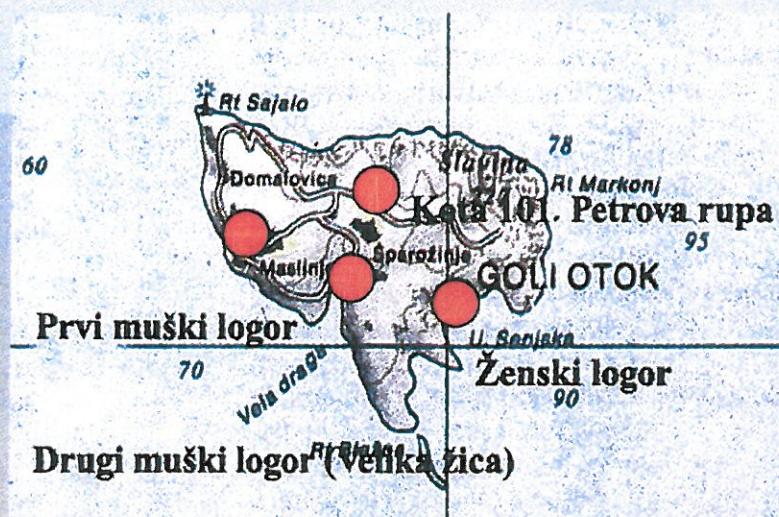 Rt Sajalo
60
78
Domalovica
Slavina
Rt Markonj
Kota 101. Petrova rupa
95
Maslinje
Sparožinje
GOLI OTOK
Prvi muški logor
U. Senjska
70
Ženski logor
Vela draga
90
Drugi muški logor (Velika žica)